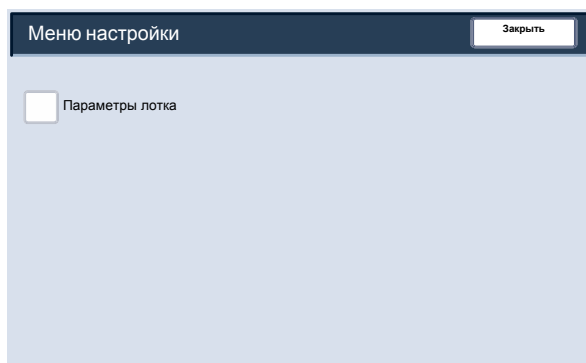 Меню настройки
Закрыть
Параметры лотка